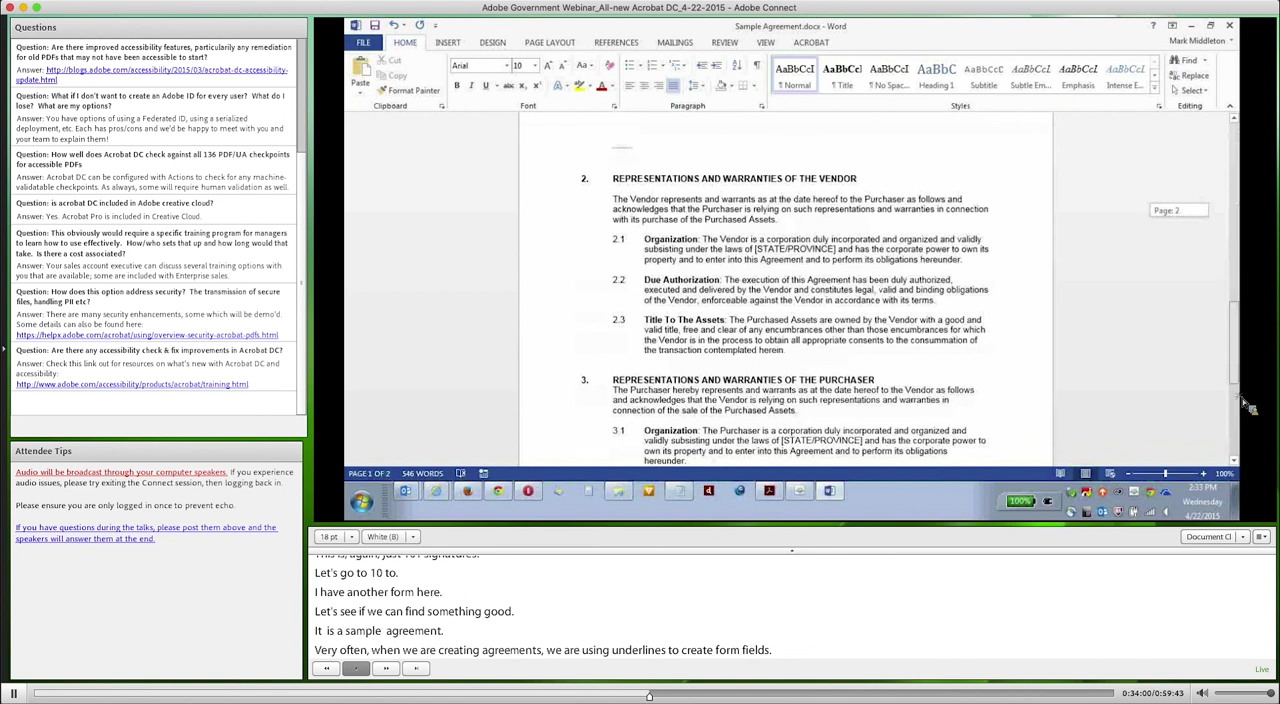 Adobe Government Webinar_All-new Acrobat DC_4-22-2015 - Adobe Connect
Questions
Question: Are there improved accessibility features, particularly any remediation
for old PDFs that may not have been accessible to start?
Answer: http://blogs.adobe.com/accessibility/2015/03/acrobat-dc-accessibility-
update.html
Question: What if I don't want to create an Adobe ID for every user? What do I
lose? What are my options?
Answer: You have options of using a Federated ID, using a serialized
deployment, etc. Each has pros/cons and we'd be happy to meet with you and
your team to explain them!
Question: How well does Acrobat DC check against all 136 PDF/UA checkpoints
for accessible PDFs
Answer: Acrobat DC can be configured with Actions to check for any machine-
validatable checkpoints. As always, some will require human validation as well.
Question: is acrobat DC included in Adobe creative cloud?
Answer: Yes. Acrobat Pro is included in Creative Cloud.
Question: This obviously would require a specific training program for managers
to learn how to use effectively. How/who sets that up and how long would that
take. Is there a cost associated?
Answer: Your sales account executive can discuss several training options with
you that are available; some are included with Enterprise sales.
Question: How does this option address security? The transmission of secure
files, handling PII etc?
Answer: There are many security enhancements, some which will be demo'd.
Some details can also be found here:
https://helpx.adobe.com/acrobat/using/overview-security-acrobat-pdfs.html
Question: Are there any accessibility check & fix improvements in Acrobat DC?
Answer: Check this link out for resources on what's new with Acrobat DC and
accessibility:
http://www.adobe.com/accessibility/products/acrobat/training.html
Attendee Tips
Audio will be broadcast through your computer speakers. If you experience
audio issues, please try exiting the Connect session, then logging back in.
Please ensure you are only logged in once to prevent echo.
If you have questions during the talks, please post them above and the
speakers will answer them at the end.
Sample Agreement.docx - Word
FILE HOME INSERT DESIGN PAGE LAYOUT REFERENCES MAILINGS REVIEW VIEW ACROBAT
Mark Middleton
Paste
Cut
Copy
Format Painter
Clipboard
Arial 10
Font
Paragraph
AaBbCcI AaBbCc AaBbCcI AaBbC AaBbCcC AaBbCcI AaBbCcI AaBbCcI
¶ Normal ¶ Title ¶ No Spac... Heading 1 Subtitle Subtle Em... Emphasis Intense E...
Styles
Find
Replace
Select
Editing
2. REPRESENTATIONS AND WARRANTIES OF THE VENDOR
The Vendor represents and warrants as at the date hereof to the Purchaser as follows and
acknowledges that the Purchaser is relying on such representations and warranties in connection
with its purchase of the Purchased Assets.
2.1 Organization: The Vendor is a corporation duly incorporated and organized and validly
subsisting under the laws of [STATE/PROVINCE] and has the corporate power to own its
property and to enter into this Agreement and to perform its obligations hereunder.
2.2 Due Authorization: The execution of this Agreement has been duly authorized,
executed and delivered by the Vendor and constitutes legal, valid and binding obligations
of the Vendor, enforceable against the Vendor in accordance with its terms.
2.3 Title To The Assets: The Purchased Assets are owned by the Vendor with a good and
valid title, free and clear of any encumbrances other than those encumbrances for which
the Vendor is in the process to obtain all appropriate consents to the consummation of
the transaction contemplated herein.
3. REPRESENTATIONS AND WARRANTIES OF THE PURCHASER
The Purchaser hereby represents and warrants as at the date hereof to the Vendor as follows
and acknowledges that the Vendor is relying on such representations and warranties in
connection of the sale of the Purchased Assets.
3.1 Organization: The Purchaser is a corporation duly incorporated and organized and
validly subsisting under the laws of [STATE/PROVINCE] and has the corporate power to
own its property and to enter into this Agreement and to perform its obligations
hereunder.
Page: 2
PAGE 1 OF 2 546 WORDS
100%
100%
2:33 PM
Wednesday
4/22/2015
18 pt
White (B)
Document Cl
Let's go to 10 to.
I have another form here.
Let's see if we can find something good.
It is a sample agreement.
Very often, when we are creating agreements, we are using underlines to create form fields.
Live
0:34:00/0:59:43